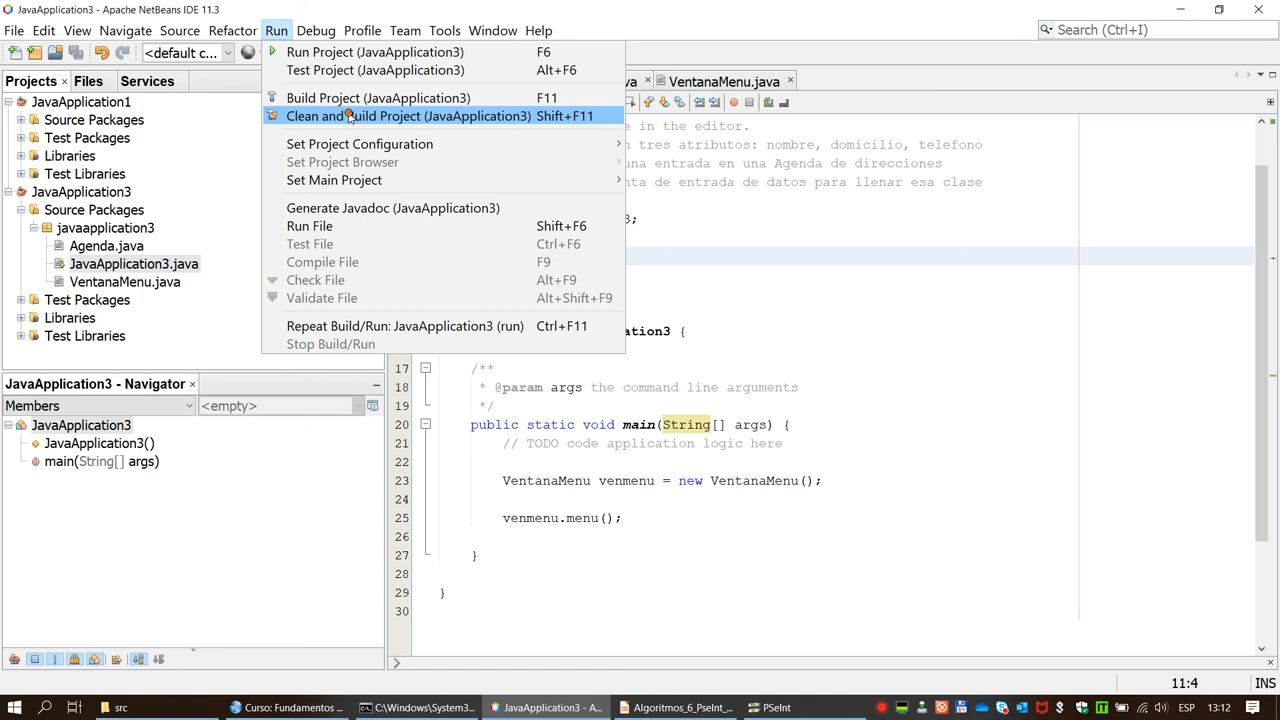 JavaApplication3 - Apache NetBeans IDE 11.3
File Edit View Navigate Source Refactor Run Debug Profile Team Tools Window Help
Search (Ctrl+I)
<default c...
Projects Files Services
VentanaMenu.java
JavaApplication1
Source Packages
Test Packages
Libraries
Test Libraries
JavaApplication3
Source Packages
javaapplication3
Agenda.java
JavaApplication3.java
VentanaMenu.java
Test Packages
Libraries
Test Libraries
Run Project (JavaApplication3) F6
Test Project (JavaApplication3) Alt+F6
Build Project (JavaApplication3) F11
Clean and Build Project (JavaApplication3) Shift+F11
Set Project Configuration
Set Project Browser
Set Main Project
Generate Javadoc (JavaApplication3)
Run File Shift+F6
Test File Ctrl+F6
Compile File F9
Check File Alt+F9
Validate File Alt+Shift+F9
Repeat Build/Run: JavaApplication3 (run) Ctrl+F11
Stop Build/Run
e in the editor.
n tres atributos: nombre, domicilio, telefono
una entrada en una Agenda de direcciones
nta de entrada de datos para llenar esa clase
3;
ation3 {
17 /**
18 * @param args the command line arguments
19 */
20 public static void main(String[] args) {
21 // TODO code application logic here
22
23 VentanaMenu venmenu = new VentanaMenu();
24
25 venmenu.menu();
26
27 }
28
29 }
30
JavaApplication3 - Navigator
Members <empty>
JavaApplication3
JavaApplication3()
main(String[] args)
11:4 INS
src
Curso: Fundamentos ...
C:\Windows\System3...
JavaApplication3 - A...
Algoritmos_6_PseInt_...
PSeInt
ESP 13:12